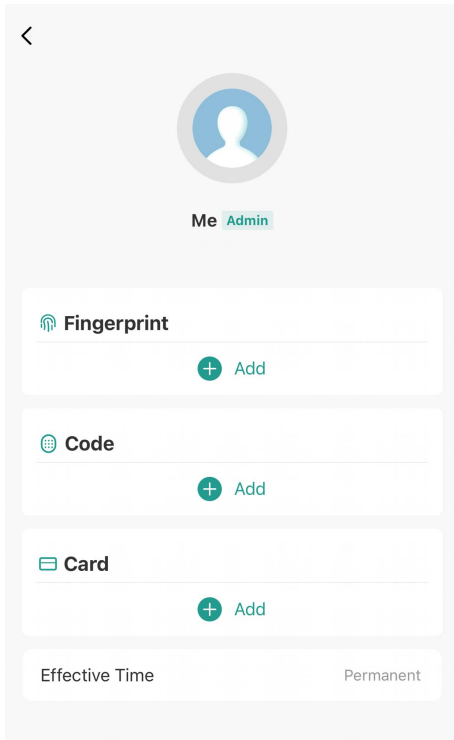 Me Admin
Fingerprint
Add
Code
Add
Card
Add
Effective Time Permanent